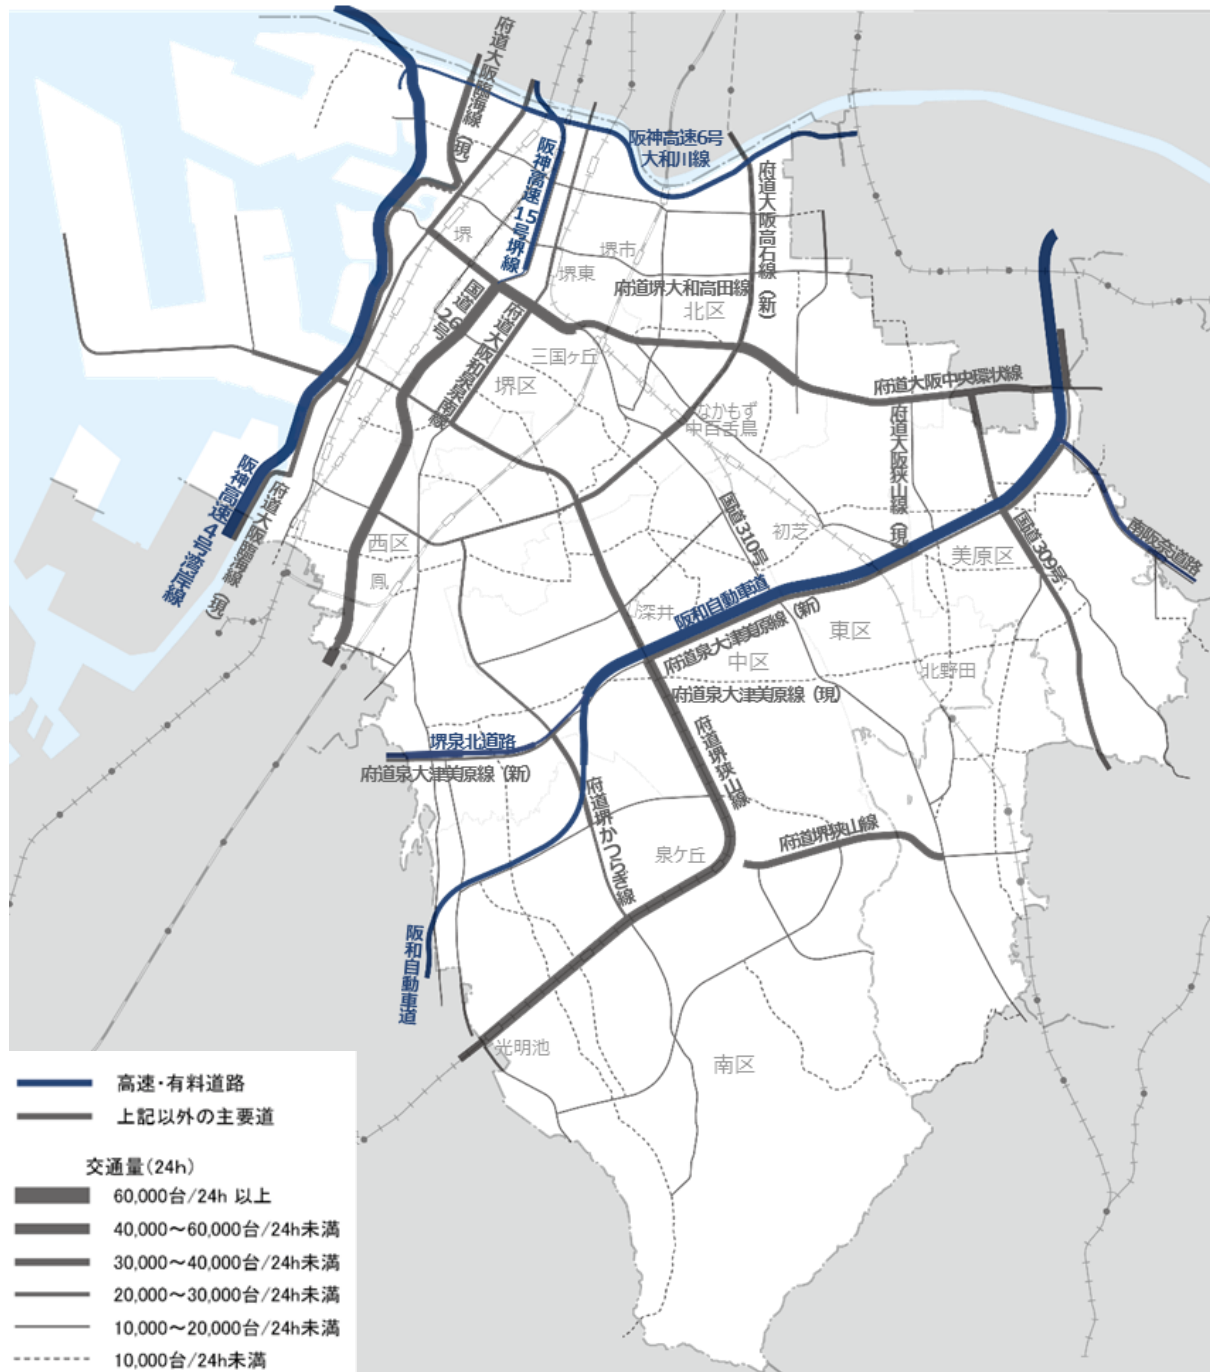 府道大阪臨海線(現)
阪神高速6号
大和川線
阪神高速15号堺線
府道大阪高石線(新)
堺
堺市
堺東
国道26号
府道大阪和泉泉南線
府道堺大和高田線
北区
三国ヶ丘
堺区
府道大阪中央環状線
なかもず
中百舌鳥
府道大阪狭山線(現)
阪神高速4号湾岸線
府道大阪臨海線(現)
西区
鳳
国道310号
初芝
国道309号
美原区
南阪奈道路
深井
阪和自動車道
府道泉大津美原線(新)
東区
中区
北野田
府道泉大津美原線(現)
堺泉北道路
府道泉大津美原線(新)
府道堺狭山線
府道堺かつらぎ線
泉ケ丘
府道堺狭山線
阪和自動車道
光明池
南区
高速・有料道路
上記以外の主要道
交通量(24h)
60,000台/24h 以上
40,000〜60,000台/24h未満
30,000〜40,000台/24h未満
20,000〜30,000台/24h未満
10,000〜20,000台/24h未満
10,000台/24h未満